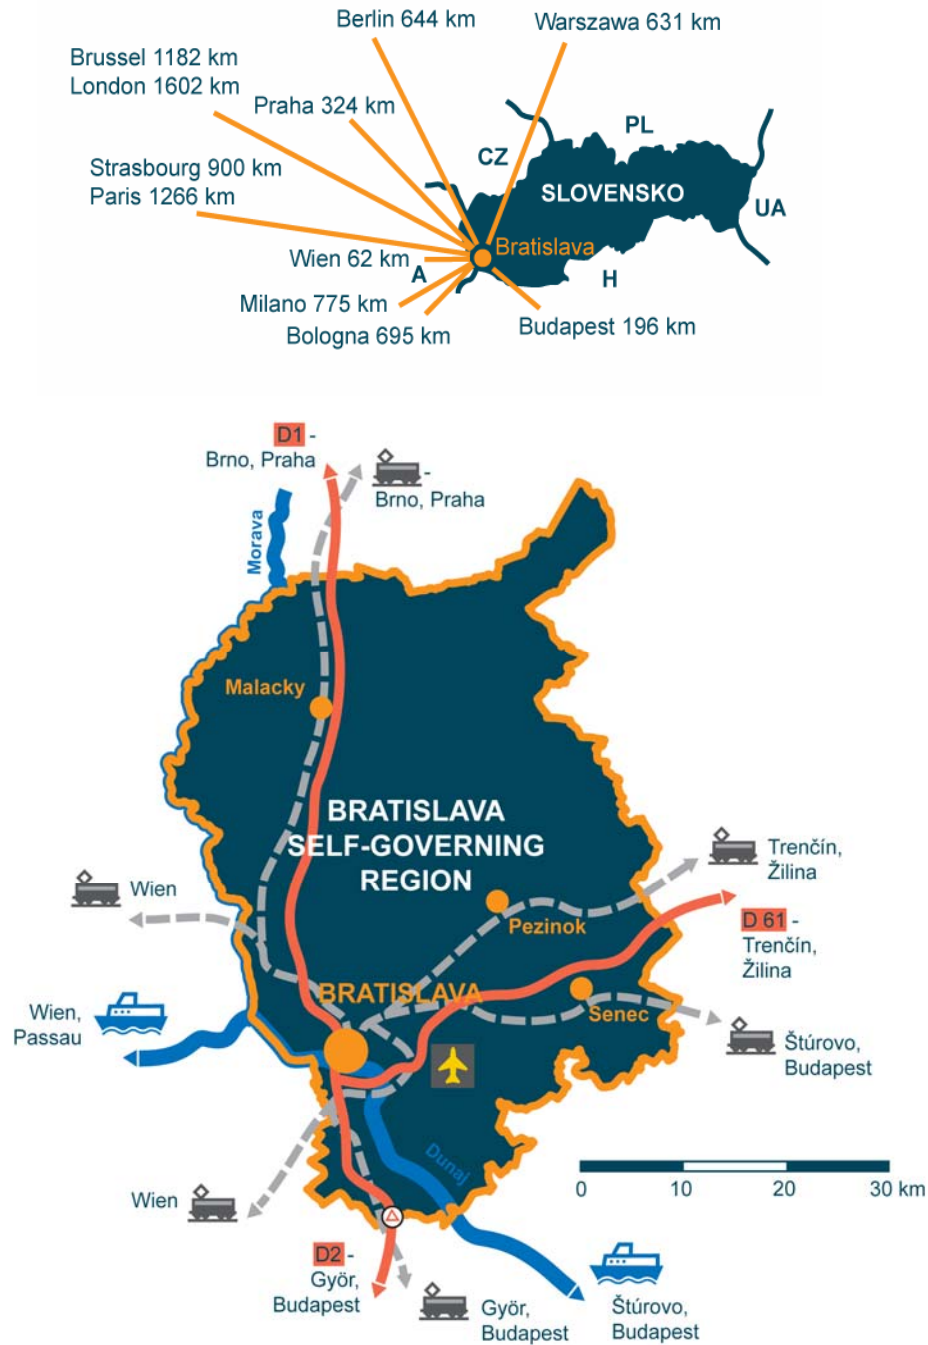 Berlin 644 km
Warszawa 631 km
Brussel 1182 km
London 1602 km
Praha 324 km
PL
CZ
Strasbourg 900 km
Paris 1266 km
SLOVENSKO
UA
Bratislava
Wien 62 km
A
H
Milano 775 km
Bologna 695 km
Budapest 196 km
D1 -
Brno, Praha
- 
Brno, Praha
Morava
Malacky
BRATISLAVA
SELF-GOVERNING
REGION
Trenčín,
Žilina
Wien
Pezinok
D 61 -
Trenčín,
Žilina
BRATISLAVA
Senec
Wien,
Passau
Štúrovo,
Budapest
Dunaj
0 10 20 30 km
Wien
D2 -
Györ,
Budapest
Györ,
Budapest
Štúrovo,
Budapest